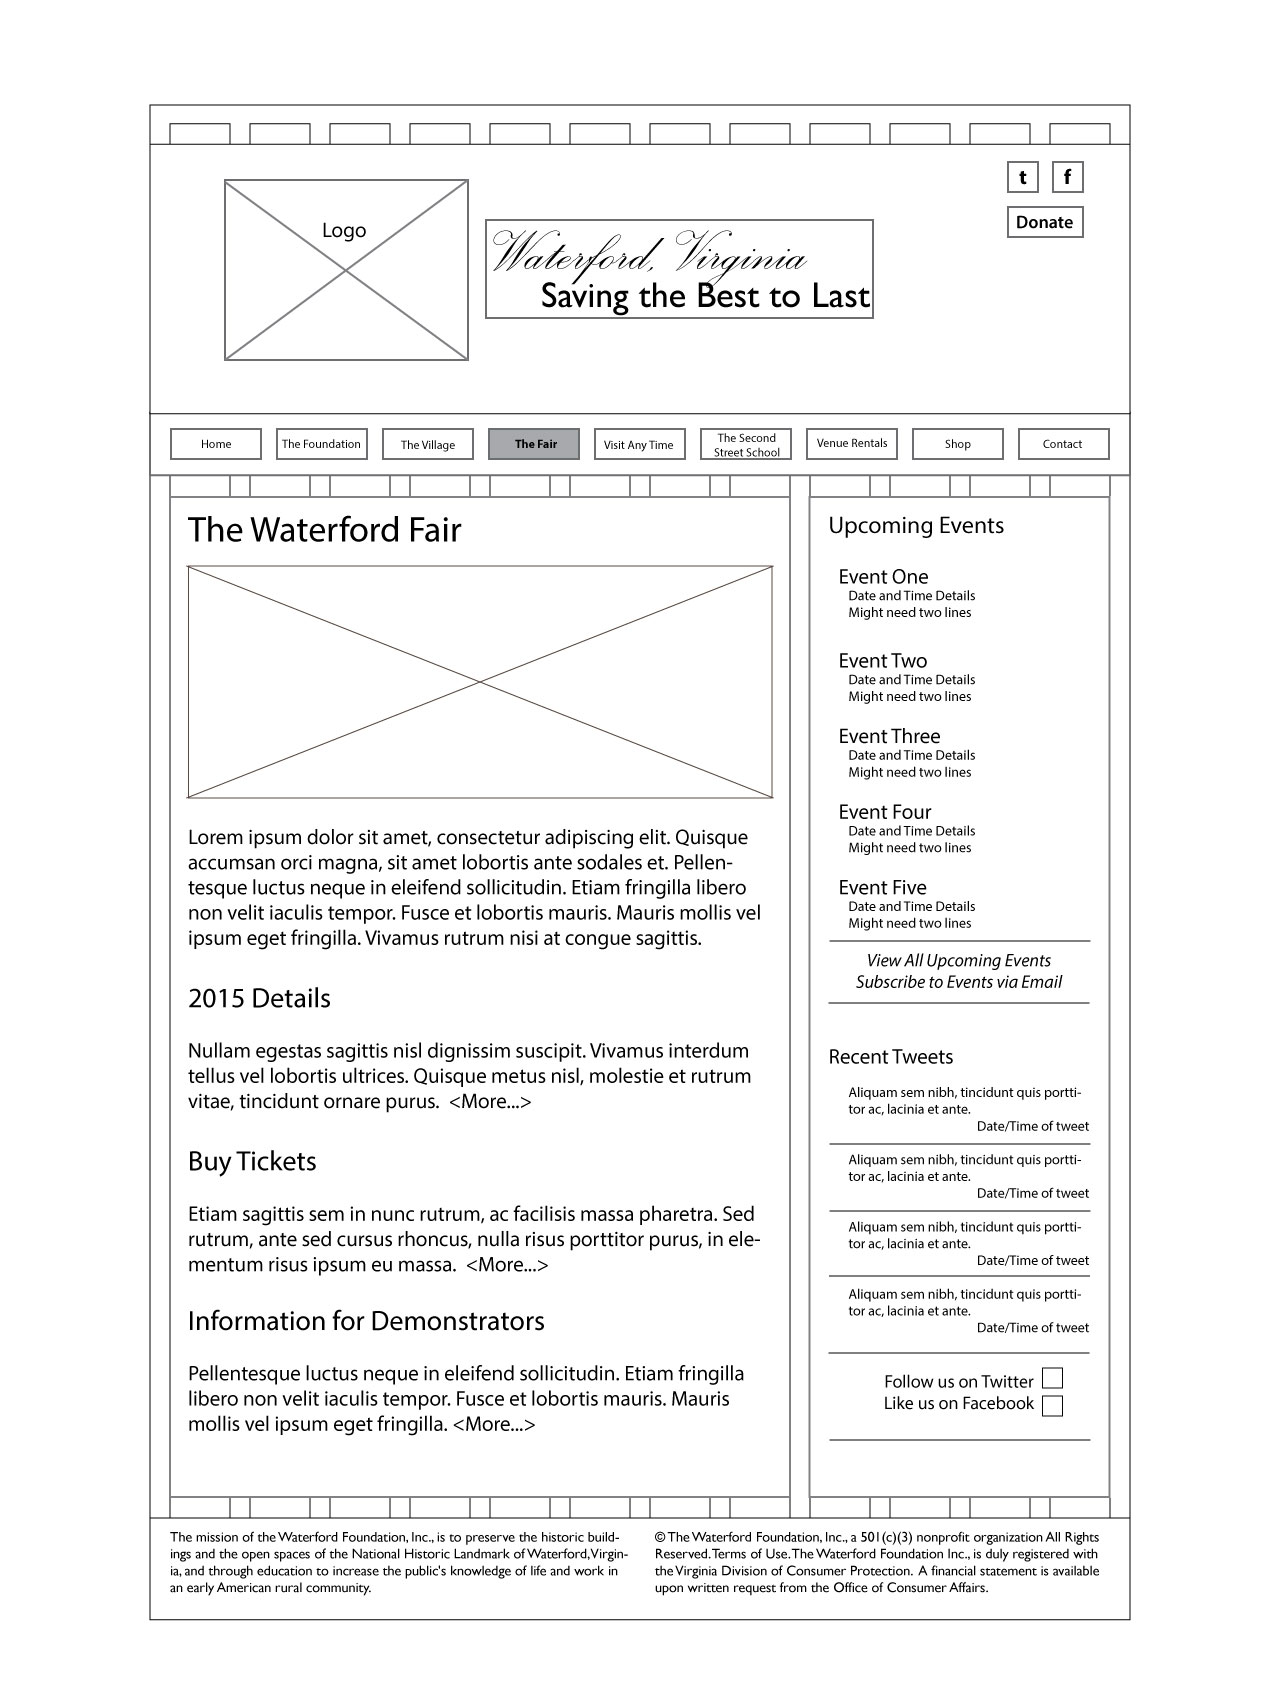 t f
Logo
Donate
Waterford, Virginia
Saving the Best to Last
Home The Foundation The Village The Fair Visit Any Time The Second Street School Venue Rentals Shop Contact
The Waterford Fair
Lorem ipsum dolor sit amet, consectetur adipiscing elit. Quisque
accumsan orci magna, sit amet lobortis ante sodales et. Pellen-
tesque luctus neque in eleifend sollicitudin. Etiam fringilla libero
non velit iaculis tempor. Fusce et lobortis mauris. Mauris mollis vel
ipsum eget fringilla. Vivamus rutrum nisi at congue sagittis.
2015 Details
Nullam egestas sagittis nisl dignissim suscipit. Vivamus interdum
tellus vel lobortis ultrices. Quisque metus nisl, molestie et rutrum
vitae, tincidunt ornare purus.  <More...>
Buy Tickets
Etiam sagittis sem in nunc rutrum, ac facilisis massa pharetra. Sed
rutrum, ante sed cursus rhoncus, nulla risus porttitor purus, in ele-
mentum risus ipsum eu massa.  <More...>
Information for Demonstrators
Pellentesque luctus neque in eleifend sollicitudin. Etiam fringilla
libero non velit iaculis tempor. Fusce et lobortis mauris. Mauris
mollis vel ipsum eget fringilla. <More...>
Upcoming Events
Event One
Date and Time Details
Might need two lines
Event Two
Date and Time Details
Might need two lines
Event Three
Date and Time Details
Might need two lines
Event Four
Date and Time Details
Might need two lines
Event Five
Date and Time Details
Might need two lines
View All Upcoming Events
Subscribe to Events via Email
Recent Tweets
Aliquam sem nibh, tincidunt quis portti-
tor ac, lacinia et ante.
Date/Time of tweet
Aliquam sem nibh, tincidunt quis portti-
tor ac, lacinia et ante.
Date/Time of tweet
Aliquam sem nibh, tincidunt quis portti-
tor ac, lacinia et ante.
Date/Time of tweet
Aliquam sem nibh, tincidunt quis portti-
tor ac, lacinia et ante.
Date/Time of tweet
Follow us on Twitter
Like us on Facebook
The mission of the Waterford Foundation, Inc., is to preserve the historic build-
ings and the open spaces of the National Historic Landmark of Waterford, Virgin-
ia, and through education to increase the public's knowledge of life and work in
an early American rural community.
© The Waterford Foundation, Inc., a 501(c)(3) nonprofit organization All Rights
Reserved. Terms of Use. The Waterford Foundation Inc., is duly registered with
the Virginia Division of Consumer Protection. A financial statement is available
upon written request from the Office of Consumer Affairs.